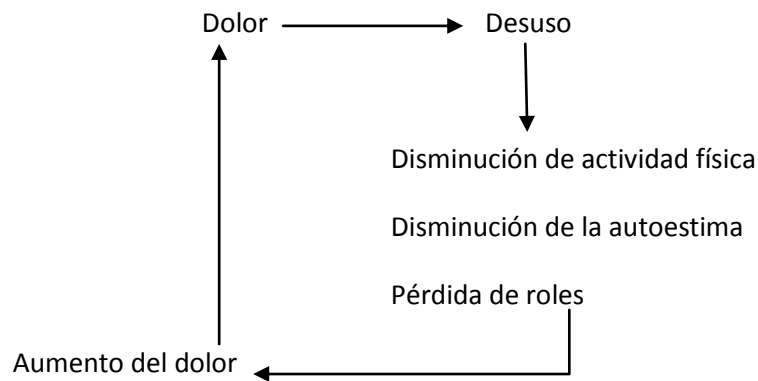 Dolor
Desuso
Disminución de actividad física
Disminución de la autoestima
Pérdida de roles
Aumento del dolor